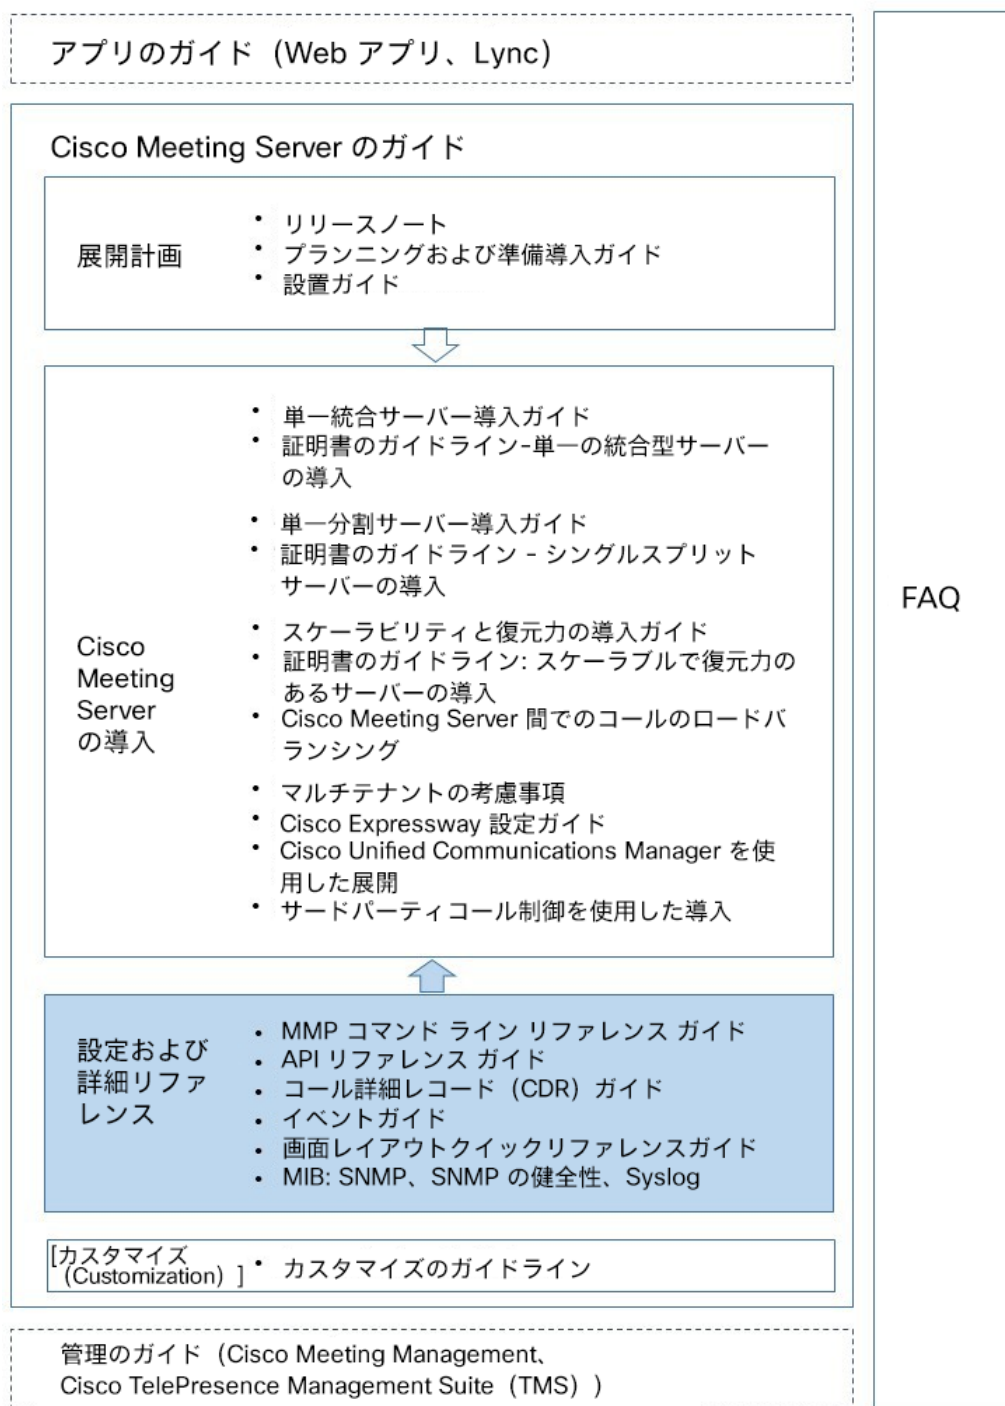 アプリのガイド（Web アプリ、Lync）
Cisco Meeting Server のガイド
展開計画
• リリースノート
• プランニングおよび準備導入ガイド
• 設置ガイド
Cisco
Meeting
Server
の導入
• 単一統合サーバー導入ガイド
• 証明書のガイドライン-単一の統合型サーバー
の導入
• 単一分割サーバー導入ガイド
• 証明書のガイドライン - シングルスプリット
サーバーの導入
• スケーラビリティと復元力の導入ガイド
• 証明書のガイドライン: スケーラブルで復元力の
あるサーバーの導入
• Cisco Meeting Server 間でのコールのロードバ
ランシング
• マルチテナントの考慮事項
• Cisco Expressway 設定ガイド
• Cisco Unified Communications Manager を使
用した展開
• サードパーティコール制御を使用した導入
設定および
詳細リファ
レンス
• MMP コマンド ライン リファレンス ガイド
• API リファレンス ガイド
• コール詳細レコード（CDR）ガイド
• イベントガイド
• 画面レイアウトクイックリファレンスガイド
• MIB: SNMP、SNMP の健全性、Syslog
[カスタマイズ
（Customization）]
• カスタマイズのガイドライン
管理のガイド（Cisco Meeting Management、
Cisco TelePresence Management Suite（TMS））
FAQ